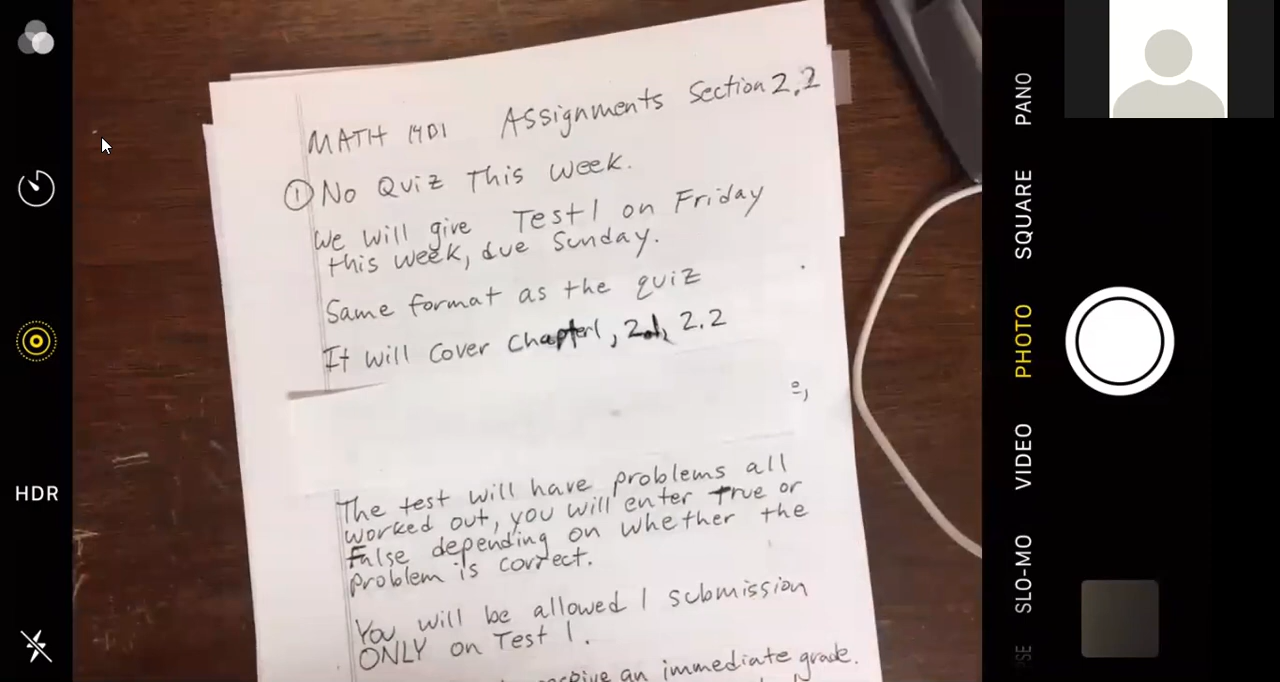 MATH 1401 Assignments Section 2.2
① No Quiz This week.
We will give Test 1 on Friday
this week, due Sunday.
Same format as the quiz
It will cover Chapter 1, 2.1, 2.2
The test will have problems all
worked out, you will enter True or
False depending on whether the
problem is correct.
You will be allowed 1 submission
ONLY on Test 1.
an immediate grade.
HDR
PANO
SQUARE
PHOTO
VIDEO
SLO-MO